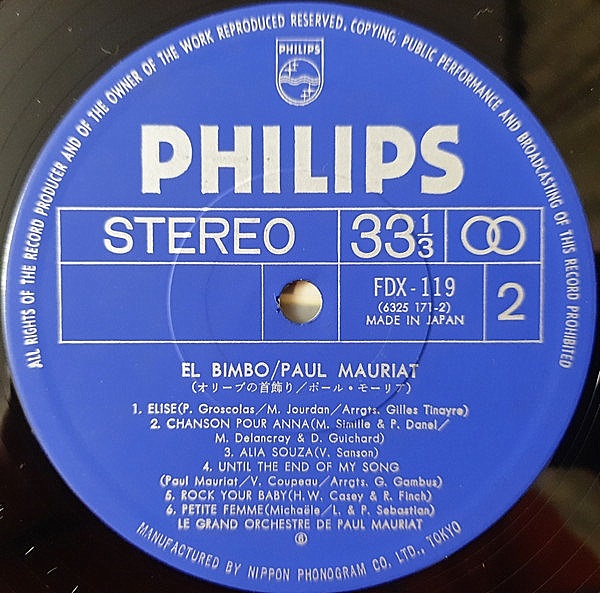 ALL RIGHTS OF THE RECORD PRODUCER AND OF THE OWNER OF THE WORK REPRODUCED RESERVED. COPYING, PUBLIC PERFORMANCE AND BROADCASTING OF THIS RECORD PROHIBITED
PHILIPS
PHILIPS
STEREO 33 1/3
FDX-119
(6325 171-2)
MADE IN JAPAN
2
EL BIMBO/PAUL MAURIAT
(オリーブの首飾り/ポール・モーリア)
1. ELISE(P. Groscolas/M. Jourdan/Arrgts. Gilles Tinayre)
2. CHANSON POUR ANNA(M. Simille & P. Danel/
M. Delancray & D. Guichard)
3. ALIA SOUZA(V. Sanson)
4. UNTIL THE END OF MY SONG
(Paul Mauriat/V. Coupeau/Arrgts. G. Gambus)
5. ROCK YOUR BABY(H.W. Casey & R. Finch)
6. PETITE FEMME(Michaële/L. & P. Sebastian)
LE GRAND ORCHESTRE DE PAUL MAURIAT
MANUFACTURED BY NIPPON PHONOGRAM CO. LTD., TOKYO